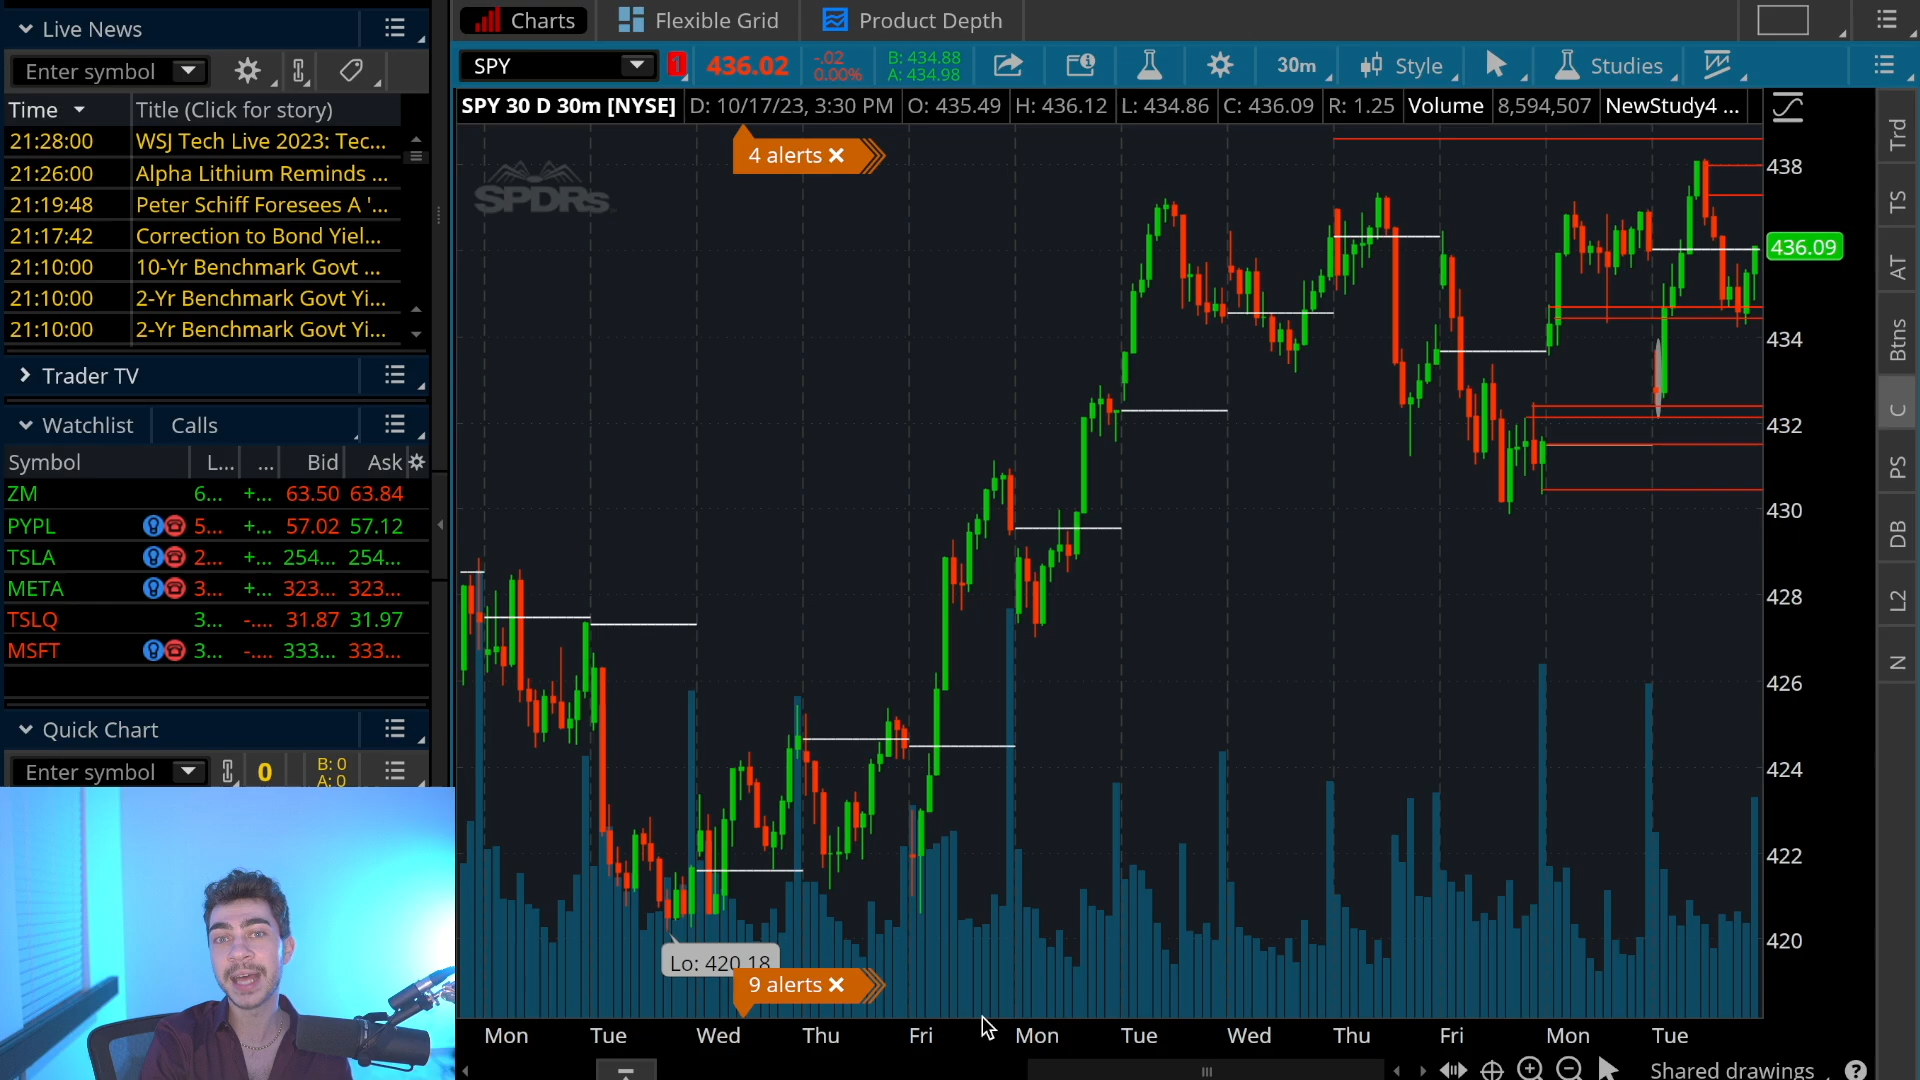 Live News
Enter symbol
Time Title (Click for story)
21:28:00 WSJ Tech Live 2023: Tec...
21:26:00 Alpha Lithium Reminds ...
21:19:48 Peter Schiff Foresees A '...
21:17:42 Correction to Bond Yiel...
21:10:00 10-Yr Benchmark Govt ...
21:10:00 2-Yr Benchmark Govt Yi...
21:10:00 2-Yr Benchmark Govt Yi...
Trader TV
Watchlist Calls
Symbol L... ... Bid Ask
ZM 6... +... 63.50 63.84
PYPL 5... +... 57.02 57.12
TSLA 2... +... 254... 254...
META 3... +... 323... 323...
TSLQ 3... -.... 31.87 31.97
MSFT 3... -.... 333... 333...
Quick Chart
Enter symbol 0 B: 0
A: 0
Charts Flexible Grid Product Depth
SPY 1 436.02 -.02 B: 434.88 30m Style Studies
0.00% A: 434.98
SPY 30 D 30m [NYSE] D: 10/17/23, 3:30 PM O: 435.49 H: 436.12 L: 434.86 C: 436.09 R: 1.25 Volume 8,594,507 NewStudy4 ...
4 alerts
SPDRs
438
436.09
434
432
430
428
426
424
422
420
Lo: 420.18
9 alerts
Mon Tue Wed Thu Fri Mon Tue Wed Thu Fri Mon Tue
Shared drawings ?
Trd
TS
AT
Btns
C
PS
DB
L2
N